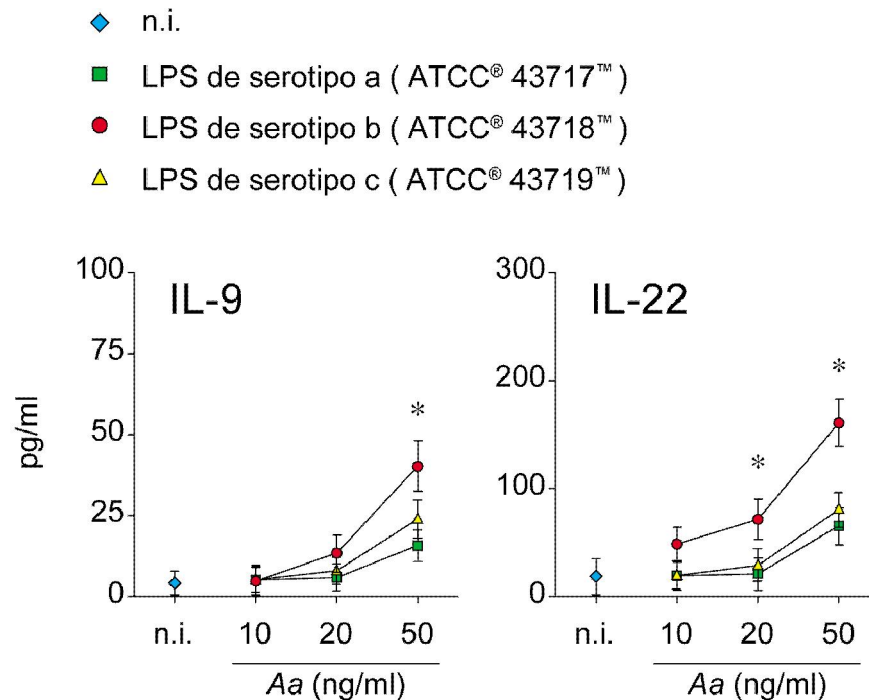 n.i.
LPS de serotipo a ( ATCC® 43717™ )
LPS de serotipo b ( ATCC® 43718™ )
LPS de serotipo c ( ATCC® 43719™ )
IL-9
pg/ml
100
75
50
25
0
*
n.i. 10 20 50
Aa (ng/ml)
IL-22
300
200
100
0
* *
n.i. 10 20 50
Aa (ng/ml)